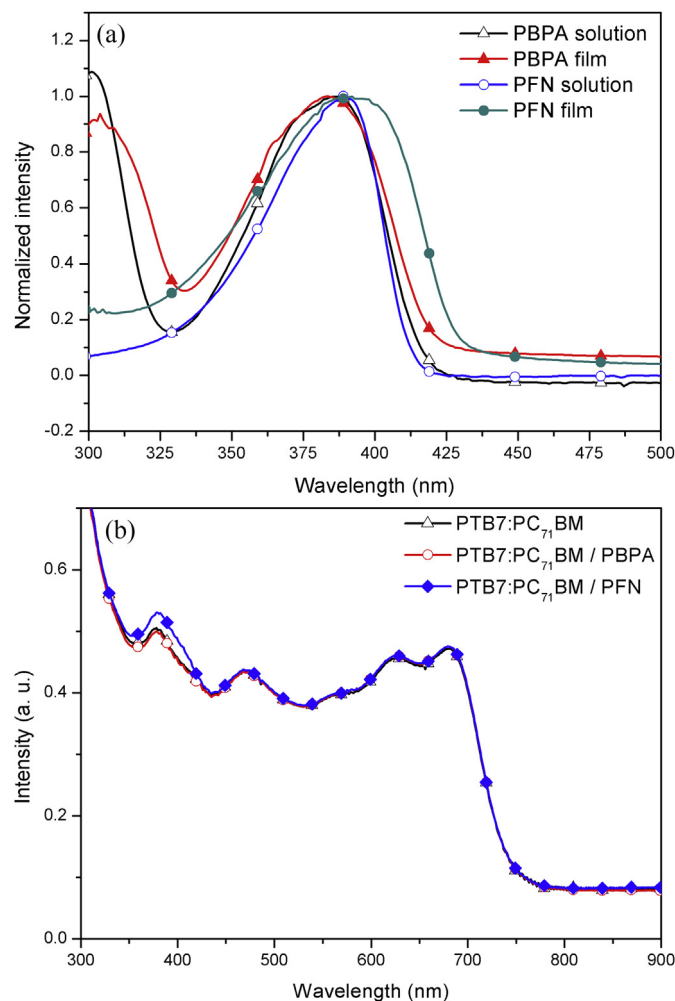 (a)
PBPA solution
PBPA film
PFN solution
PFN film
Normalized intensity
1.2
1.0
0.8
0.6
0.4
0.2
0.0
-0.2
300 325 350 375 400 425 450 475 500
Wavelength (nm)
(b)
PTB7:PC₇₁BM
PTB7:PC₇₁BM / PBPA
PTB7:PC₇₁BM / PFN
Intensity (a. u.)
0.6
0.4
0.2
0.0
300 400 500 600 700 800 900
Wavelength (nm)